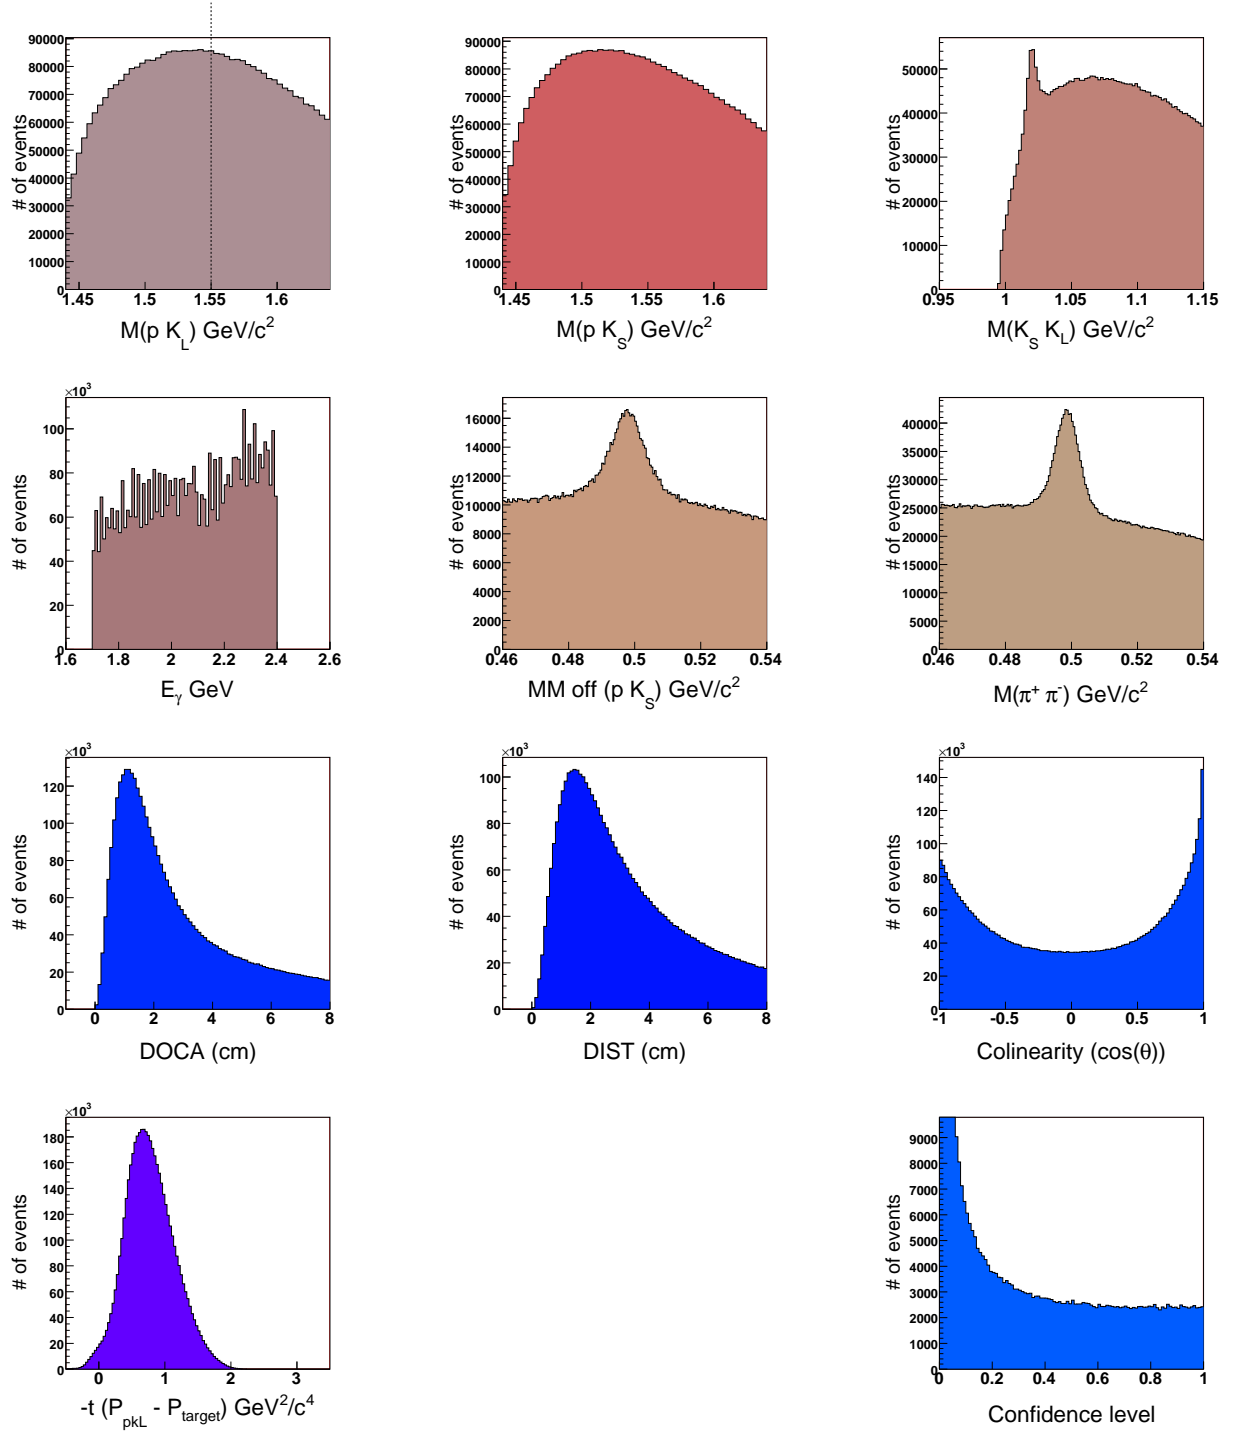 90000
80000
70000
60000
50000
40000
30000
20000
10000
0
# of events
1.45 1.5 1.55 1.6
M(p K_L) GeV/c²
90000
80000
70000
60000
50000
40000
30000
20000
10000
0
# of events
1.45 1.5 1.55 1.6
M(p K_S) GeV/c²
50000
40000
30000
20000
10000
0
# of events
0.95 1 1.05 1.1 1.15
M(K_S K_L) GeV/c²
×10³
100
80
60
40
20
0
# of events
1.6 1.8 2 2.2 2.4 2.6
E_γ GeV
16000
14000
12000
10000
8000
6000
4000
2000
0
# of events
0.46 0.48 0.5 0.52 0.54
MM off (p K_S) GeV/c²
40000
35000
30000
25000
20000
15000
10000
5000
0
# of events
0.46 0.48 0.5 0.52 0.54
M(π⁺ π⁻) GeV/c²
×10³
120
100
80
60
40
20
0
# of events
0 2 4 6 8
DOCA (cm)
×10³
100
80
60
40
20
0
# of events
0 2 4 6 8
DIST (cm)
×10³
140
120
100
80
60
40
20
0
# of events
-1 -0.5 0 0.5 1
Colinearity (cos(θ))
×10³
180
160
140
120
100
80
60
40
20
0
# of events
0 1 2 3
-t (P_pkL - P_target) GeV²/c⁴
9000
8000
7000
6000
5000
4000
3000
2000
1000
0
# of events
0 0.2 0.4 0.6 0.8 1
Confidence level